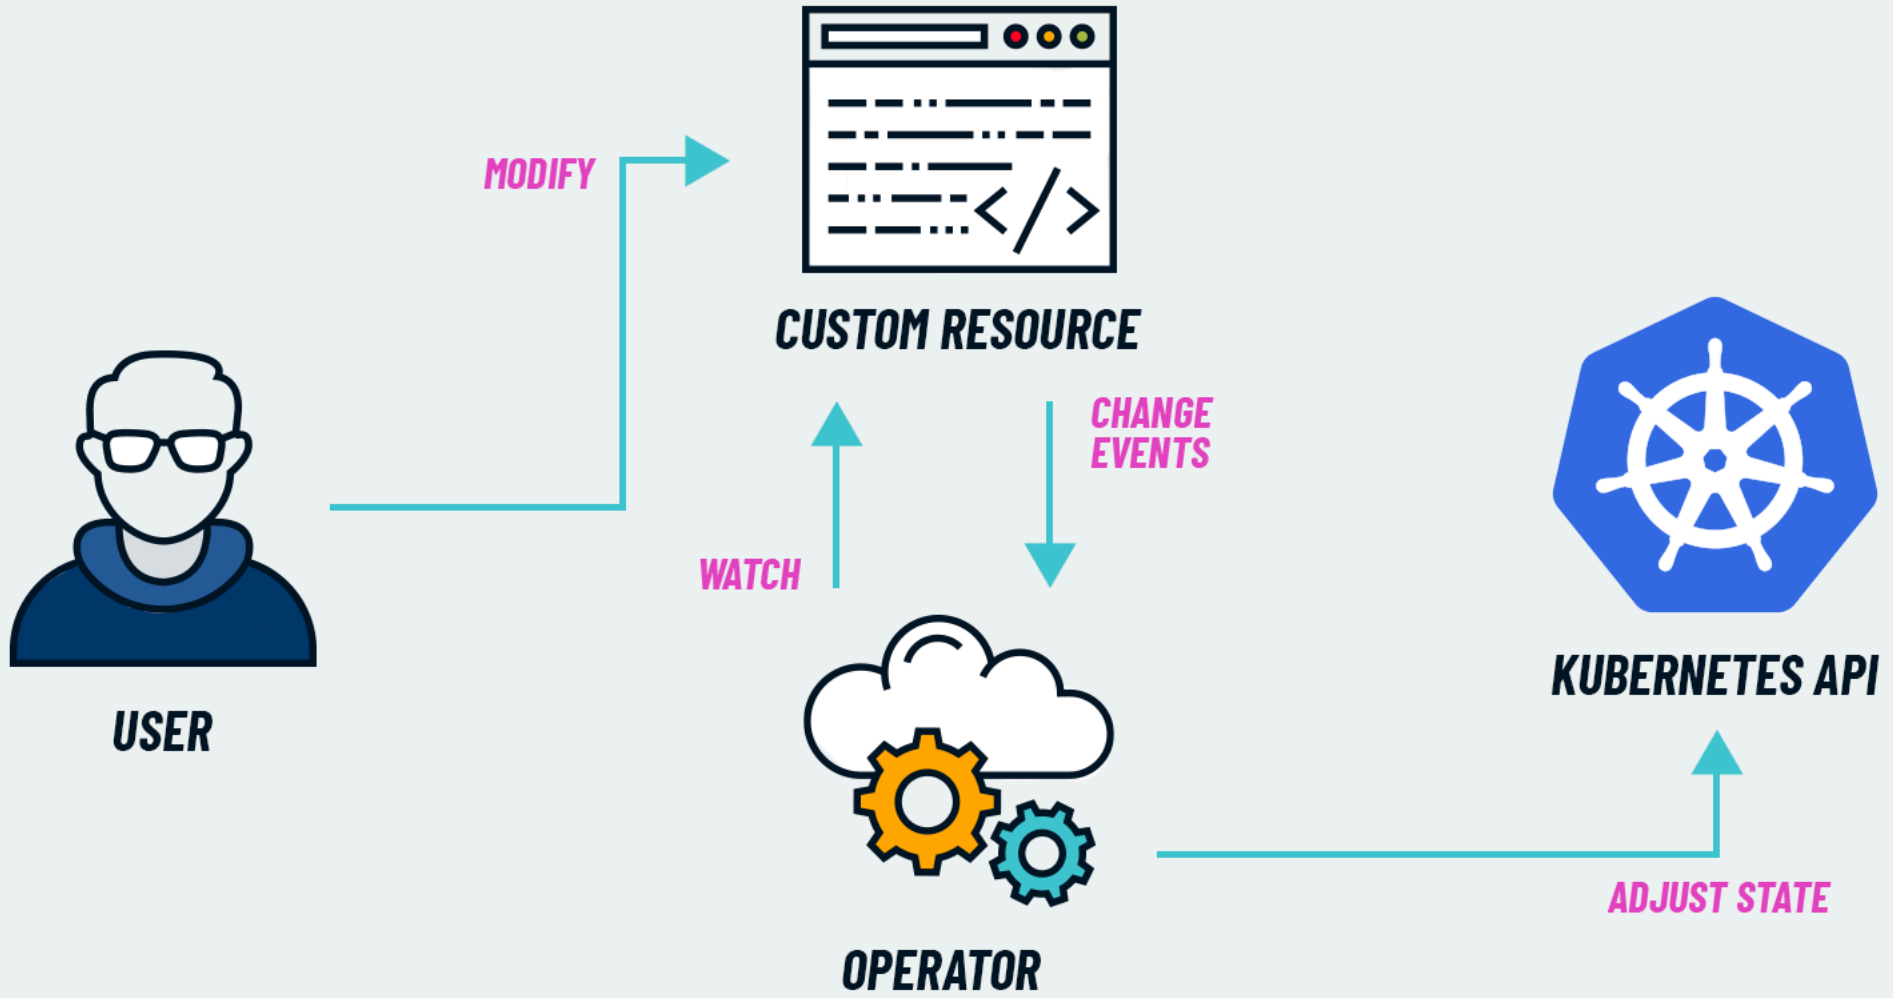 MODIFY
CUSTOM RESOURCE
CHANGE
EVENTS
WATCH
KUBERNETES API
USER
ADJUST STATE
OPERATOR